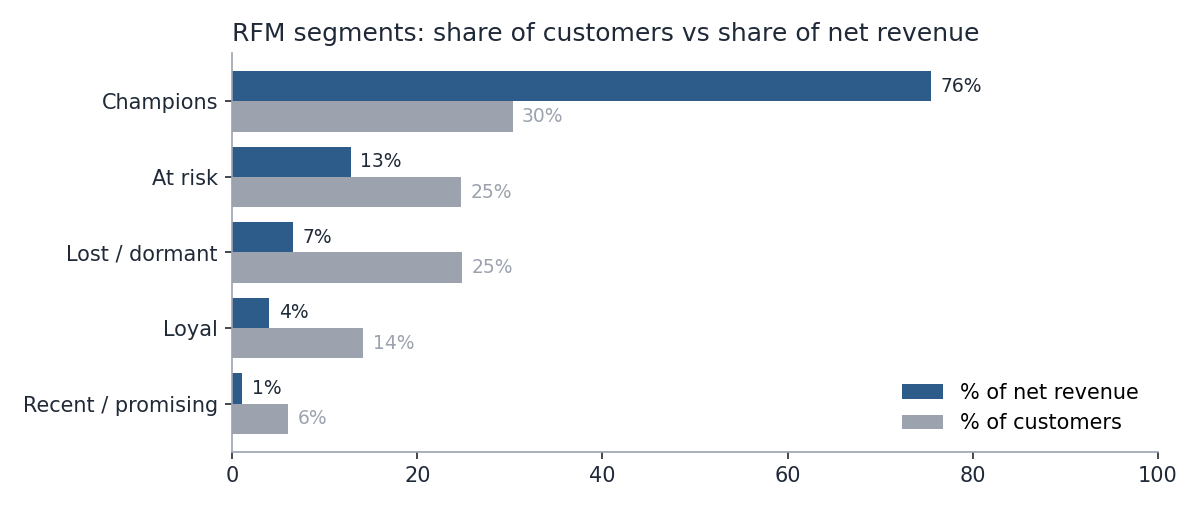 RFM segments: share of customers vs share of net revenue
Champions
76%
30%
At risk
13%
25%
Lost / dormant
7%
25%
Loyal
4%
14%
Recent / promising
1%
6%
% of net revenue
% of customers
0 20 40 60 80 100